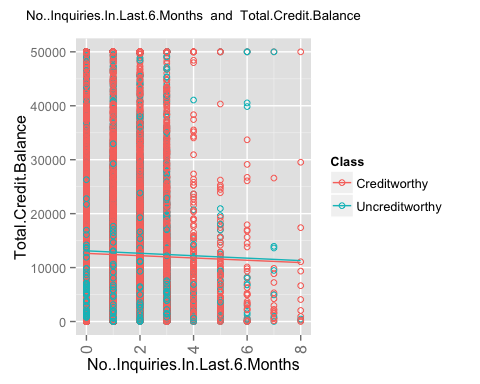 No..Inquiries.In.Last.6.Months and Total.Credit.Balance
Total.Credit.Balance
50000
40000
30000
20000
10000
0
0
2
4
6
8
No..Inquiries.In.Last.6.Months
Class
Creditworthy
Uncreditworthy